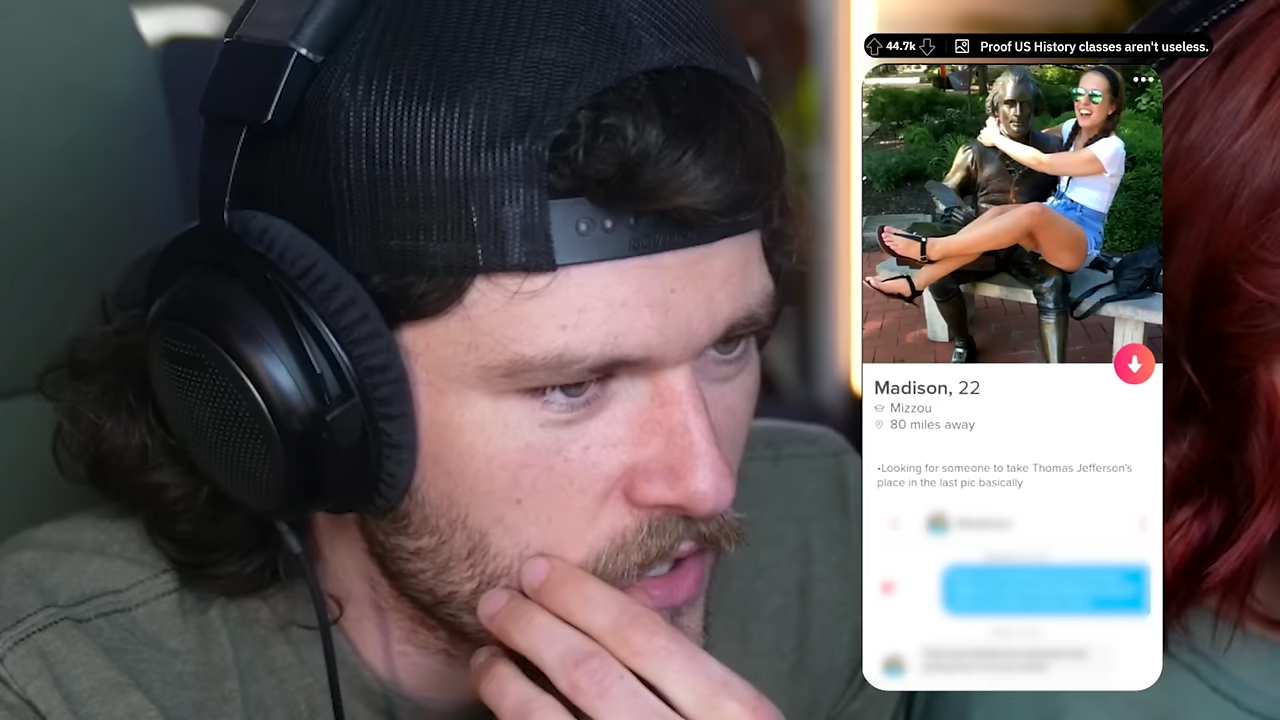 44.7k Proof US History classes aren't useless.
Madison, 22
Mizzou
80 miles away
•Looking for someone to take Thomas Jefferson's
place in the last pic basically